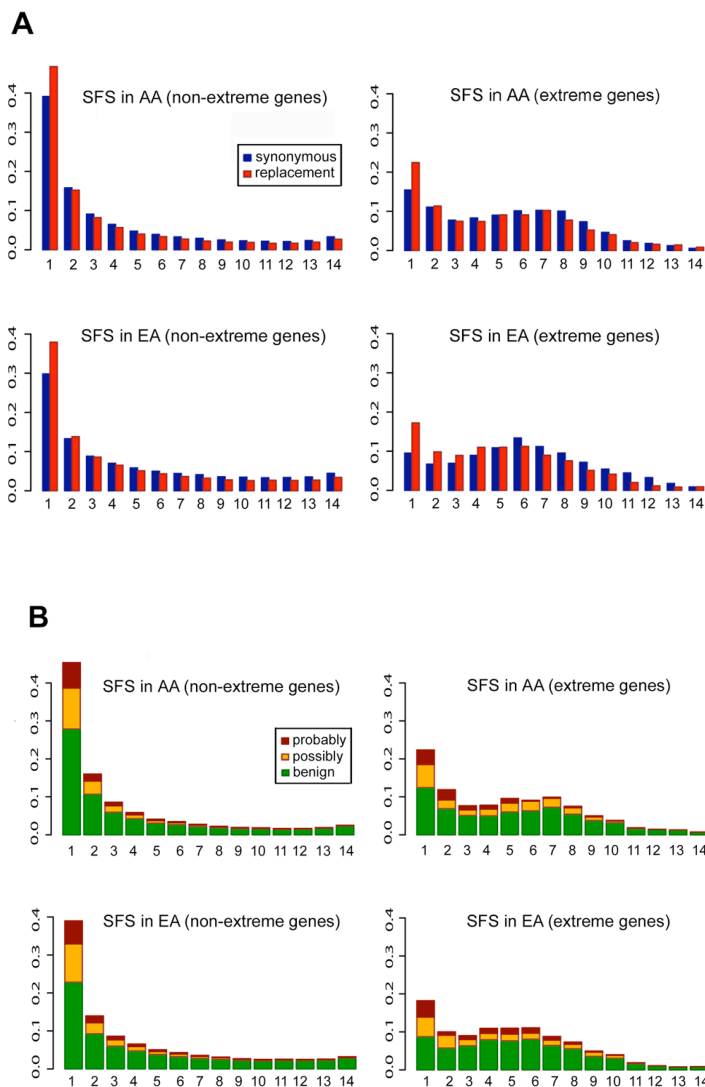 A
SFS in AA (non-extreme genes)
0.0 0.1 0.2 0.3 0.4
synonymous
replacement
1 2 3 4 5 6 7 8 9 10 11 12 13 14
SFS in AA (extreme genes)
0.0 0.1 0.2 0.3 0.4
1 2 3 4 5 6 7 8 9 10 11 12 13 14
SFS in EA (non-extreme genes)
0.0 0.1 0.2 0.3 0.4
1 2 3 4 5 6 7 8 9 10 11 12 13 14
SFS in EA (extreme genes)
0.0 0.1 0.2 0.3 0.4
1 2 3 4 5 6 7 8 9 10 11 12 13 14
B
SFS in AA (non-extreme genes)
0.0 0.1 0.2 0.3 0.4
probably
possibly
benign
1 2 3 4 5 6 7 8 9 10 11 12 13 14
SFS in AA (extreme genes)
0.0 0.1 0.2 0.3 0.4
1 2 3 4 5 6 7 8 9 10 11 12 13 14
SFS in EA (non-extreme genes)
0.0 0.1 0.2 0.3 0.4
1 2 3 4 5 6 7 8 9 10 11 12 13 14
SFS in EA (extreme genes)
0.0 0.1 0.2 0.3 0.4
1 2 3 4 5 6 7 8 9 10 11 12 13 14